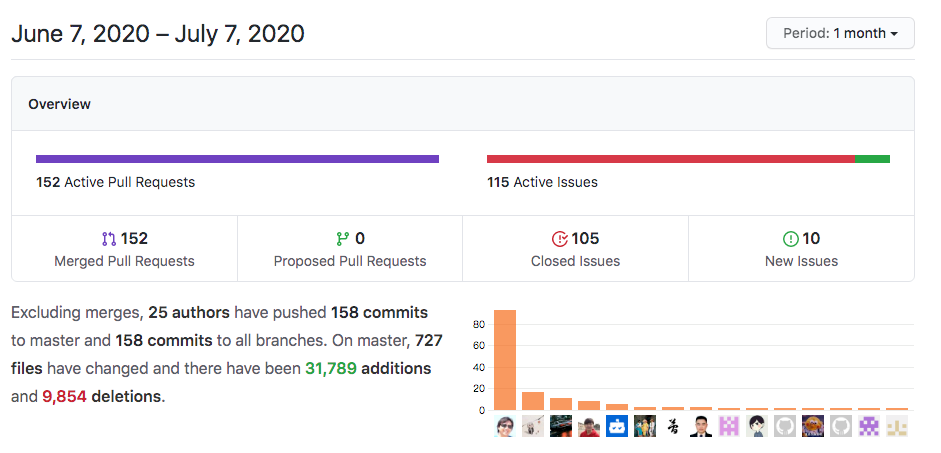 June 7, 2020 – July 7, 2020
Period: 1 month
Overview
152 Active Pull Requests
115 Active Issues
152
Merged Pull Requests
0
Proposed Pull Requests
105
Closed Issues
10
New Issues
Excluding merges, 25 authors have pushed 158 commits
to master and 158 commits to all branches. On master, 727
files have changed and there have been 31,789 additions
and 9,854 deletions.
80
60
40
20
0